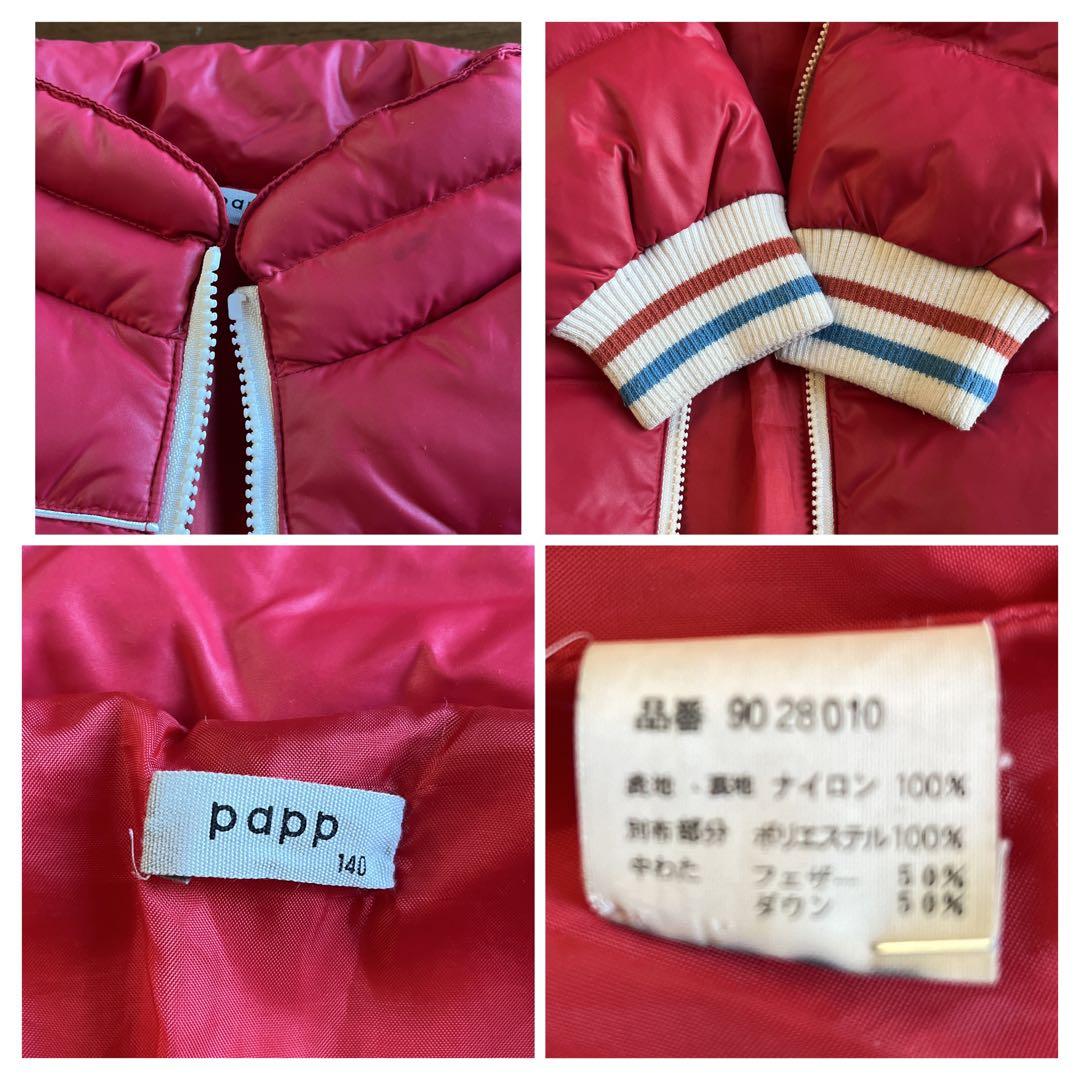 pap
papp
140
品番 9028010
表地・裏地 ナイロン 100%
別布部分 ポリエステル100%
中わた フェザー 50%
ダウン 50%